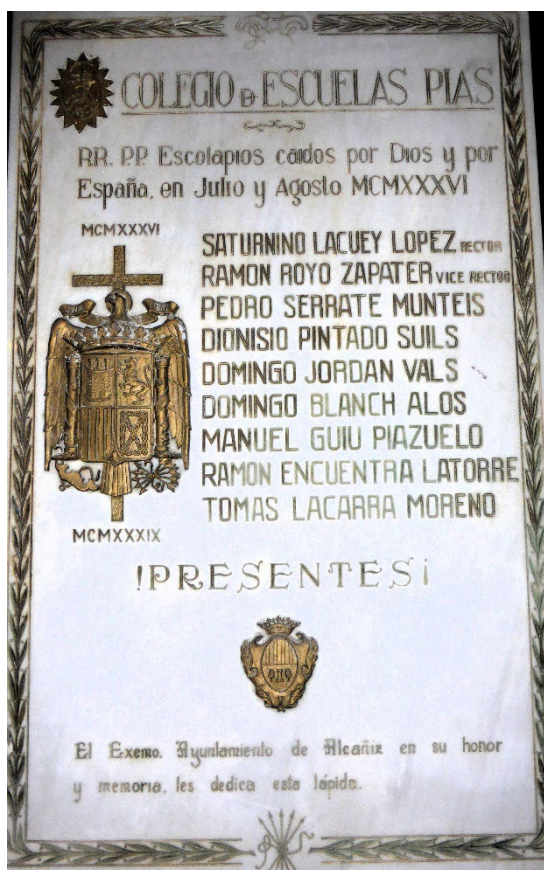 COLEGIO D ESCUELAS PIAS
RR. PP. Escolapios caidos por Dios y por
España, en Julio y Agosto MCMXXXVI
MCMXXXVI
SATURNINO LACUEY LOPEZ RECTOR
RAMON ROYO ZAPATER VICE RECTOR
PEDRO SERRATE MUNTEIS
DIONISIO PINTADO SUILS
DOMINGO JORDAN VALS
DOMINGO BLANCH ALOS
MANUEL GUIU PIAZUELO
RAMON ENCUENTRA LATORRE
TOMAS LACARRA MORENO
MCMXXXIX
!PRESENTES¡
El Exemo. Ayuntamiento de Alcañiz en su honor
y memoria, les dedica esta lápida.